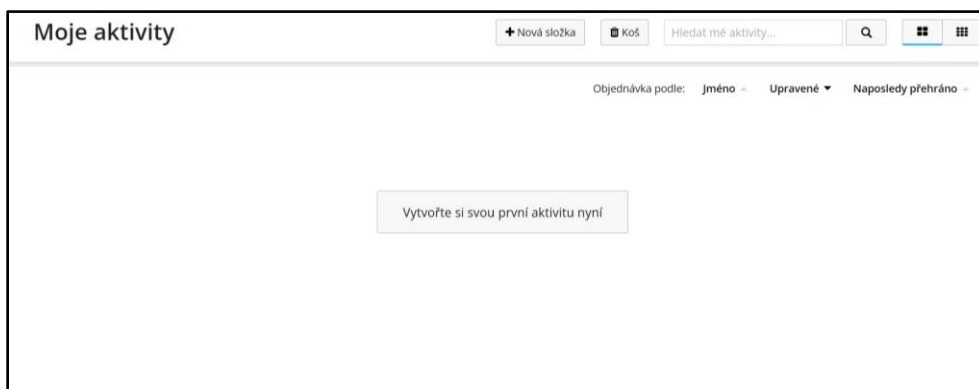 Moje aktivity
Nová složka
Koš
Hledat mé aktivity...
Objednávka podle: Jméno Upravené Naposledy přehráno
Vytvořte si svou první aktivitu nyní